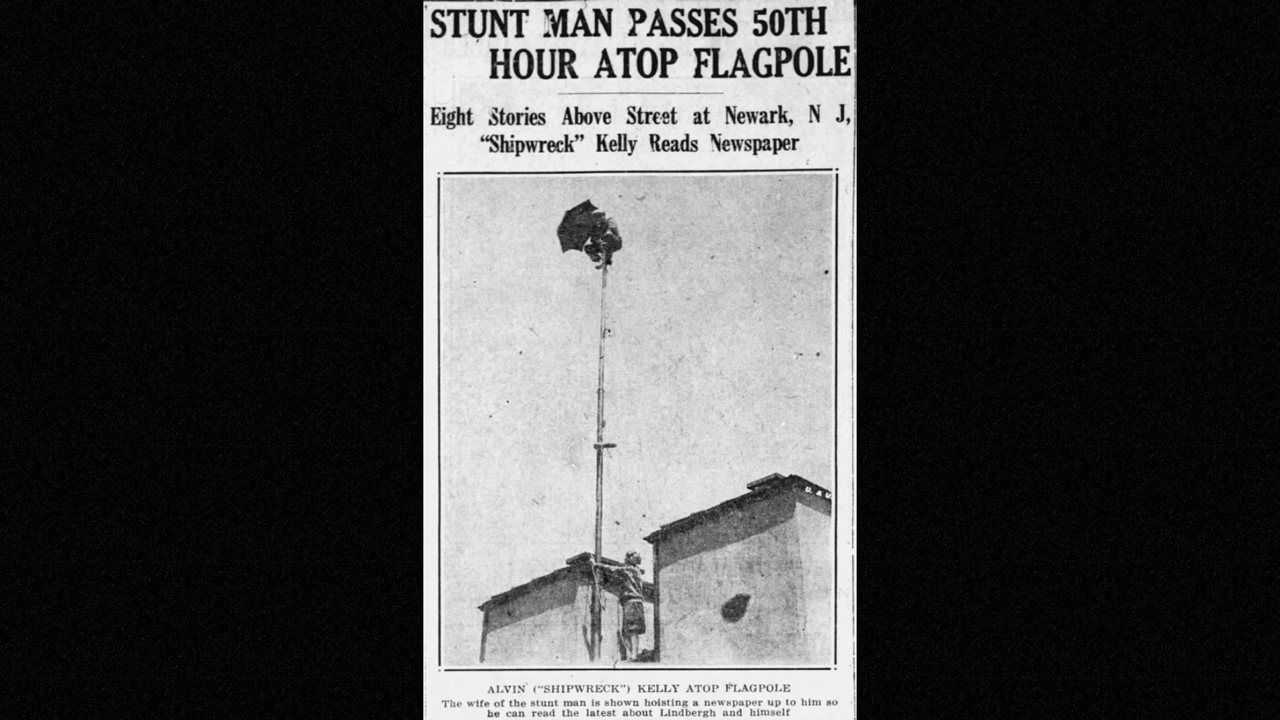 STUNT MAN PASSES 50TH
HOUR ATOP FLAGPOLE
Eight Stories Above Street at Newark, N J,
"Shipwreck" Kelly Reads Newspaper
U. & U.
ALVIN ("SHIPWRECK") KELLY ATOP FLAGPOLE
The wife of the stunt man is shown hoisting a newspaper up to him so
he can read the latest about Lindbergh and himself